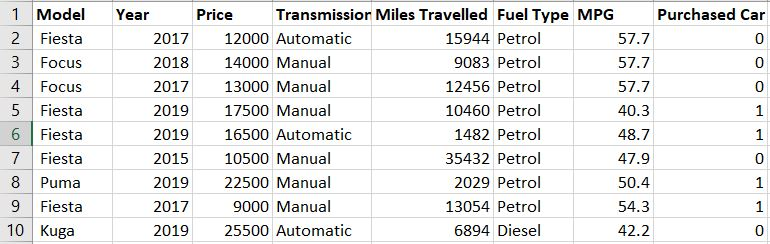 1 Model Year Price Transmission Miles Travelled Fuel Type MPG Purchased Car
2 Fiesta 2017 12000 Automatic 15944 Petrol 57.7 0
3 Focus 2018 14000 Manual 9083 Petrol 57.7 0
4 Focus 2017 13000 Manual 12456 Petrol 57.7 0
5 Fiesta 2019 17500 Manual 10460 Petrol 40.3 1
6 Fiesta 2019 16500 Automatic 1482 Petrol 48.7 1
7 Fiesta 2015 10500 Manual 35432 Petrol 47.9 0
8 Puma 2019 22500 Manual 2029 Petrol 50.4 1
9 Fiesta 2017 9000 Manual 13054 Petrol 54.3 1
10 Kuga 2019 25500 Automatic 6894 Diesel 42.2 0